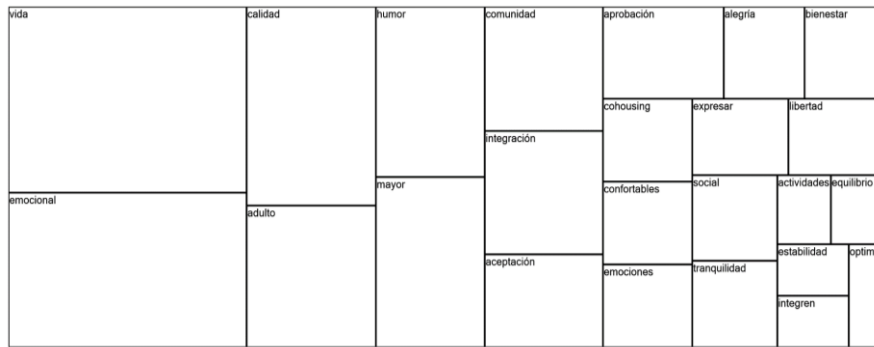 vida
emocional
calidad
adulto
humor
mayor
comunidad
integración
aceptación
aprobación
alegría
bienestar
cohousing
expresar
libertad
confortables
social
actividades
equilibrio
emociones
tranquilidad
estabilidad
integren
optim